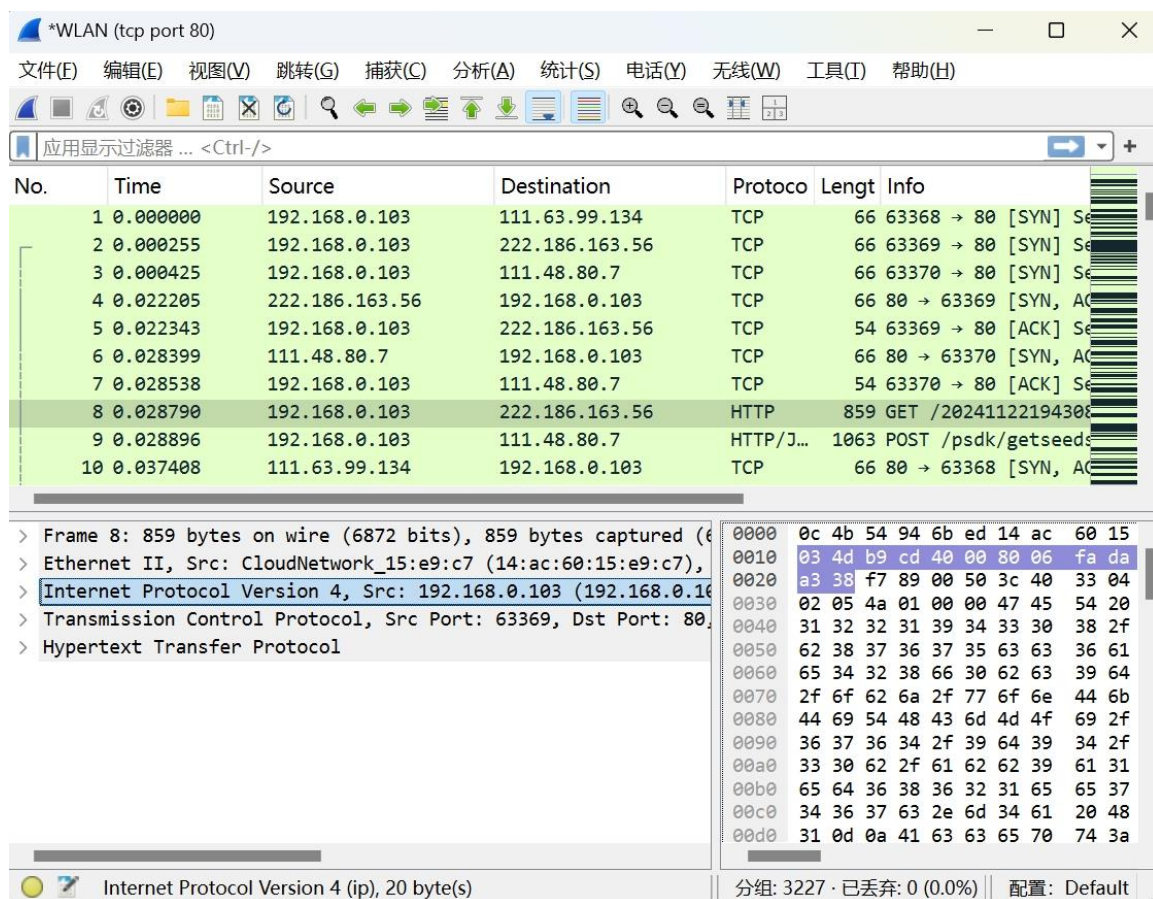 *WLAN (tcp port 80)
文件(F) 编辑(E) 视图(V) 跳转(G) 捕获(C) 分析(A) 统计(S) 电话(Y) 无线(W) 工具(T) 帮助(H)
应用显示过滤器 … <Ctrl-/>
No. Time Source Destination Protoco Lengt Info
1 0.000000 192.168.0.103 111.63.99.134 TCP 66 63368 → 80 [SYN] Se
2 0.000255 192.168.0.103 222.186.163.56 TCP 66 63369 → 80 [SYN] Se
3 0.000425 192.168.0.103 111.48.80.7 TCP 66 63370 → 80 [SYN] Se
4 0.022205 222.186.163.56 192.168.0.103 TCP 66 80 → 63369 [SYN, AC
5 0.022343 192.168.0.103 222.186.163.56 TCP 54 63369 → 80 [ACK] Se
6 0.028399 111.48.80.7 192.168.0.103 TCP 66 80 → 63370 [SYN, AC
7 0.028538 192.168.0.103 111.48.80.7 TCP 54 63370 → 80 [ACK] Se
8 0.028790 192.168.0.103 222.186.163.56 HTTP 859 GET /20241122194308
9 0.028896 192.168.0.103 111.48.80.7 HTTP/J… 1063 POST /psdk/getseeds
10 0.037408 111.63.99.134 192.168.0.103 TCP 66 80 → 63368 [SYN, AC
Frame 8: 859 bytes on wire (6872 bits), 859 bytes captured (6
Ethernet II, Src: CloudNetwork_15:e9:c7 (14:ac:60:15:e9:c7),
Internet Protocol Version 4, Src: 192.168.0.103 (192.168.0.10
Transmission Control Protocol, Src Port: 63369, Dst Port: 80,
Hypertext Transfer Protocol
0000 0c 4b 54 94 6b ed 14 ac 60 15
0010 03 4d b9 cd 40 00 80 06 fa da
0020 a3 38 f7 89 00 50 3c 40 33 04
0030 02 05 4a 01 00 00 47 45 54 20
0040 31 32 32 31 39 34 33 30 38 2f
0050 62 38 37 36 37 35 63 63 36 61
0060 65 34 32 38 66 30 62 63 39 64
0070 2f 6f 62 6a 2f 77 6f 6e 44 6b
0080 44 69 54 48 43 6d 4d 4f 69 2f
0090 36 37 36 34 2f 39 64 39 34 2f
00a0 33 30 62 2f 61 62 62 39 61 31
00b0 65 64 36 38 36 32 31 65 65 37
00c0 34 36 37 63 2e 6d 34 61 20 48
00d0 31 0d 0a 41 63 63 65 70 74 3a
Internet Protocol Version 4 (ip), 20 byte(s) 分组: 3227 · 已丢弃: 0 (0.0%) 配置: Default